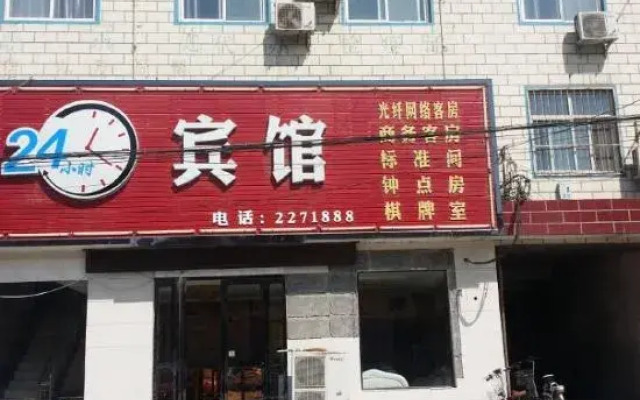 24小时
宾馆
电话:2271888
光纤网络客房
商务客房
标准间
钟点房
棋牌室